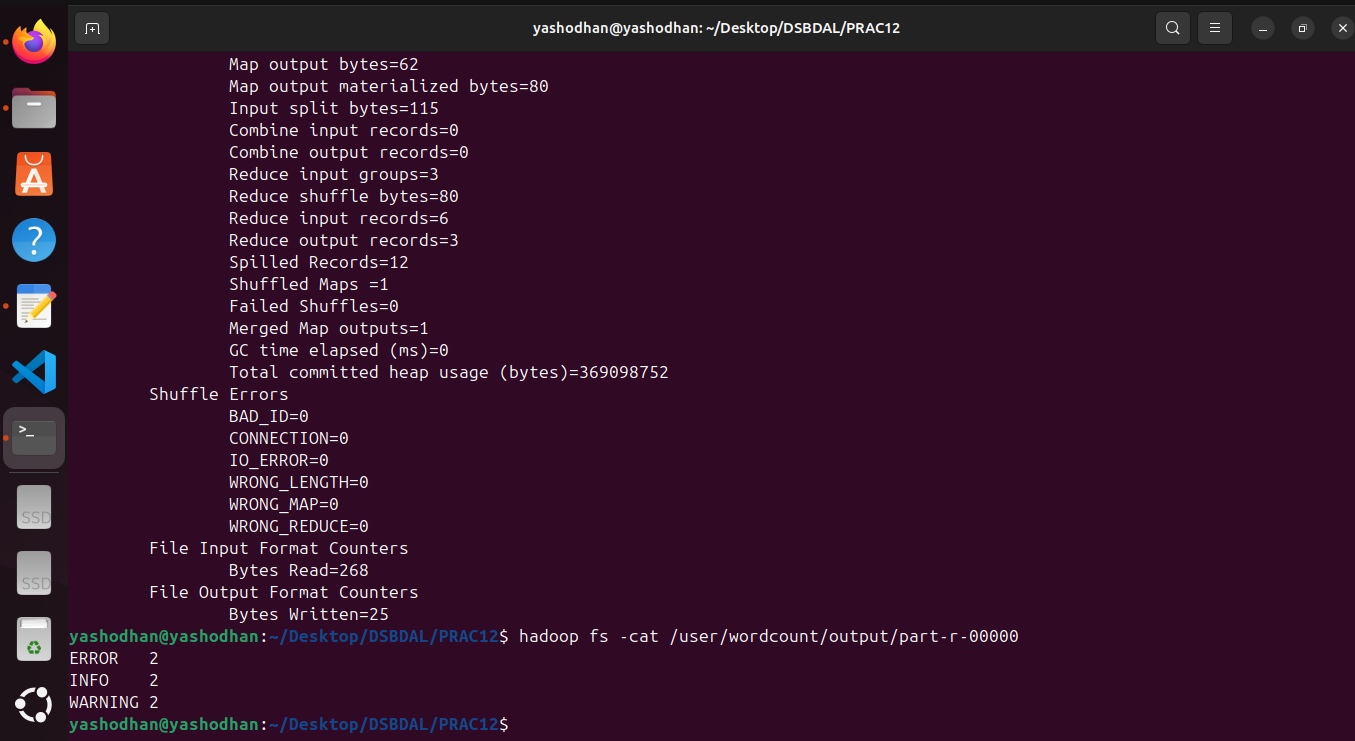 yashodhan@yashodhan: ~/Desktop/DSBDAL/PRAC12
Map output bytes=62
Map output materialized bytes=80
Input split bytes=115
Combine input records=0
Combine output records=0
Reduce input groups=3
Reduce shuffle bytes=80
Reduce input records=6
Reduce output records=3
Spilled Records=12
Shuffled Maps =1
Failed Shuffles=0
Merged Map outputs=1
GC time elapsed (ms)=0
Total committed heap usage (bytes)=369098752
Shuffle Errors
BAD_ID=0
CONNECTION=0
IO_ERROR=0
WRONG_LENGTH=0
WRONG_MAP=0
WRONG_REDUCE=0
File Input Format Counters
Bytes Read=268
File Output Format Counters
Bytes Written=25
yashodhan@yashodhan:~/Desktop/DSBDAL/PRAC12$ hadoop fs -cat /user/wordcount/output/part-r-00000
ERROR   2
INFO    2
WARNING 2
yashodhan@yashodhan:~/Desktop/DSBDAL/PRAC12$
SSD
SSD